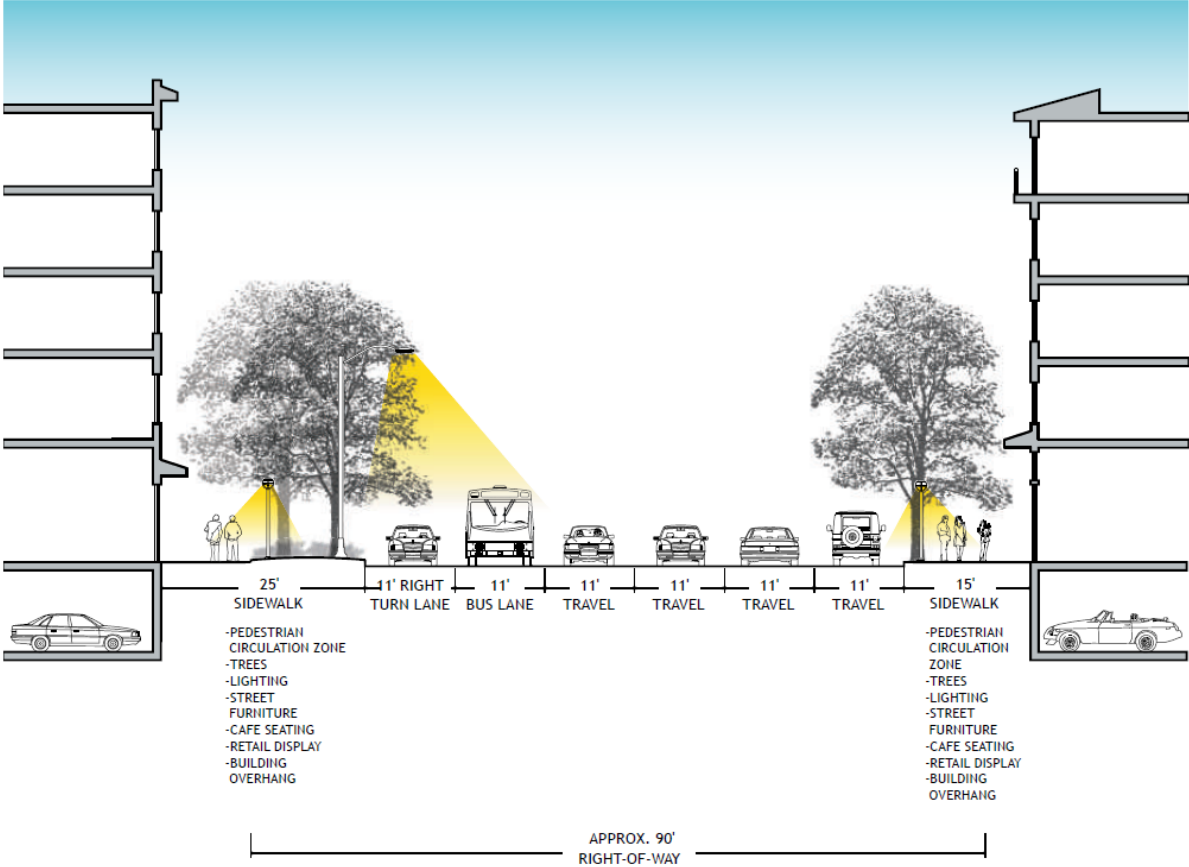 25'
SIDEWALK
-PEDESTRIAN
CIRCULATION ZONE
-TREES
-LIGHTING
-STREET
FURNITURE
-CAFE SEATING
-RETAIL DISPLAY
-BUILDING
OVERHANG
11' RIGHT
TURN LANE
11'
BUS LANE
11'
TRAVEL
11'
TRAVEL
11'
TRAVEL
11'
TRAVEL
15'
SIDEWALK
-PEDESTRIAN
CIRCULATION
ZONE
-TREES
-LIGHTING
-STREET
FURNITURE
-CAFE SEATING
-RETAIL DISPLAY
-BUILDING
OVERHANG
APPROX. 90'
RIGHT-OF-WAY